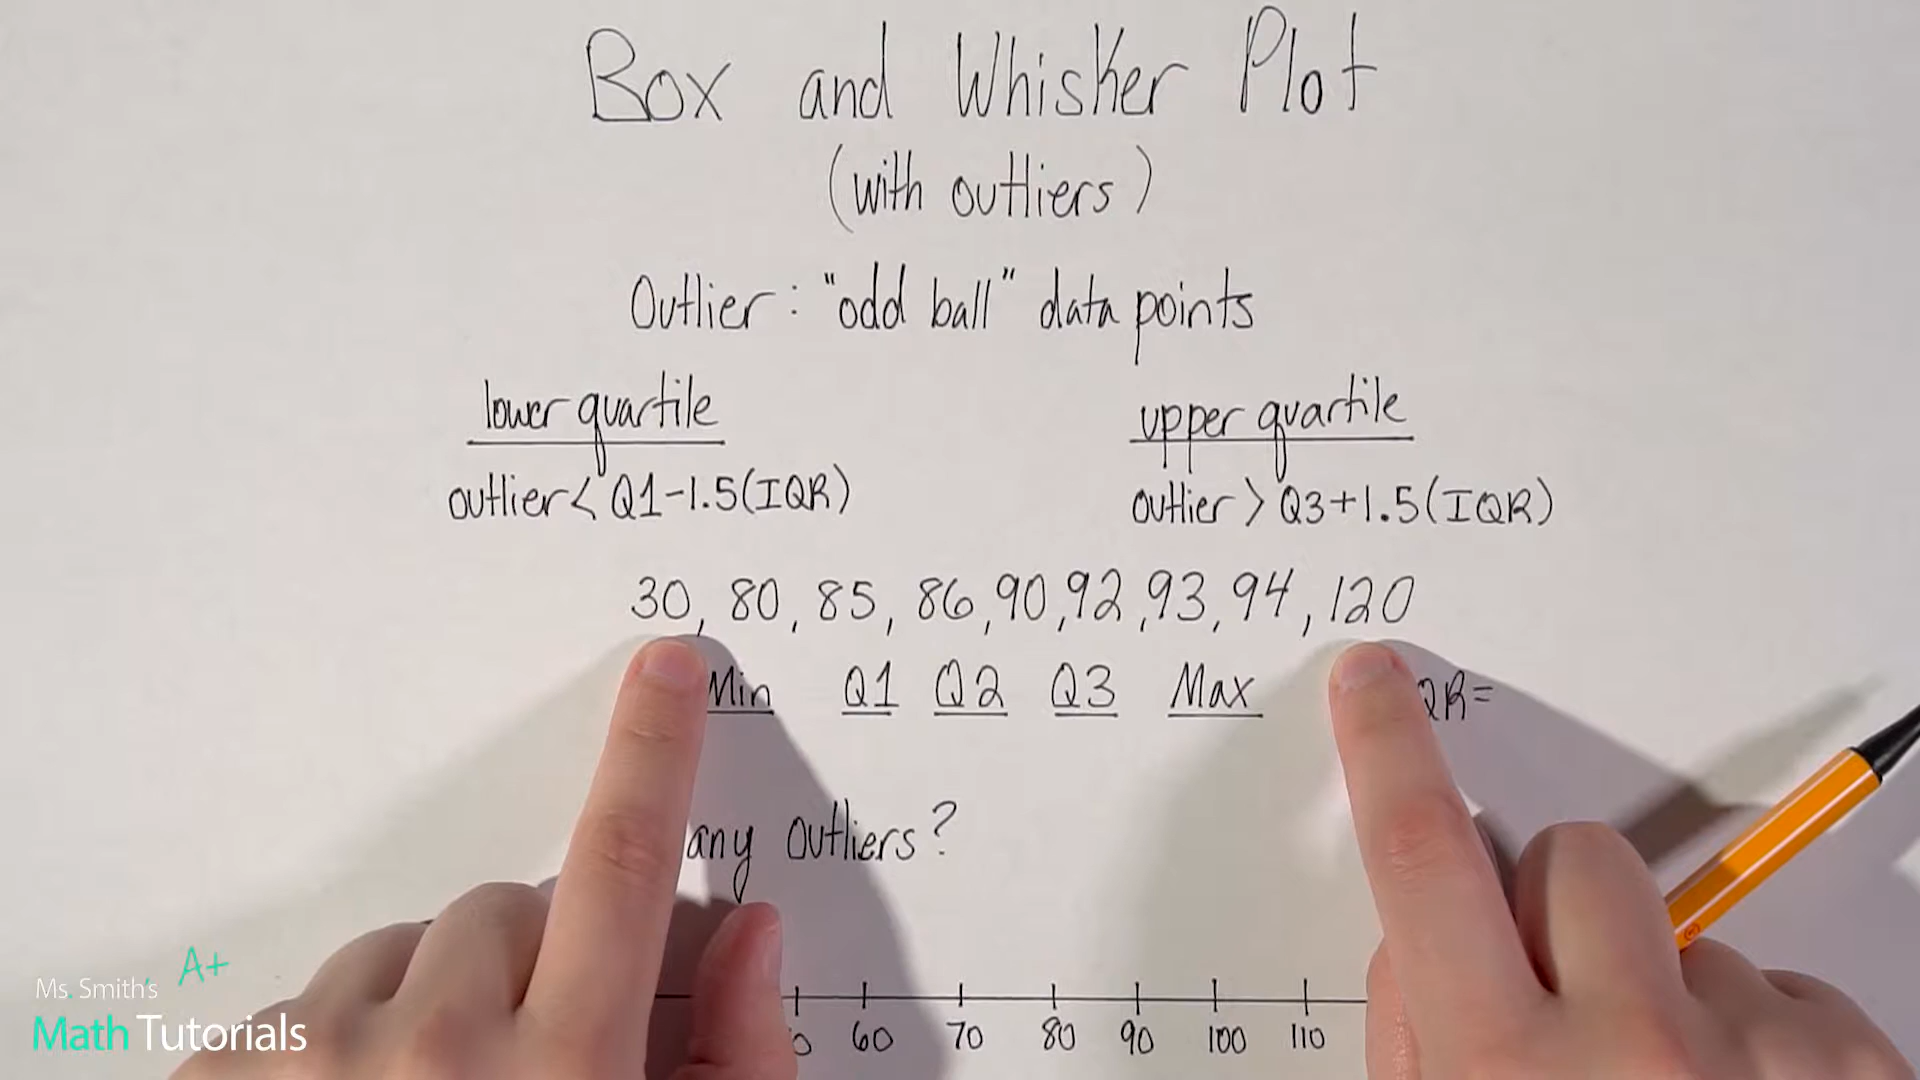 Box and Whisker Plot
(with outliers)
Outlier: "odd ball" data points
lower quartile
upper quartile
outlier < Q1-1.5(IQR)
outlier > Q3+1.5(IQR)
30, 80, 85, 86, 90, 92, 93, 94, 120
Min Q1 Q2 Q3 Max QR=
any outliers?
0 60 70 80 90 100 110
A+
Ms. Smith's
Math Tutorials